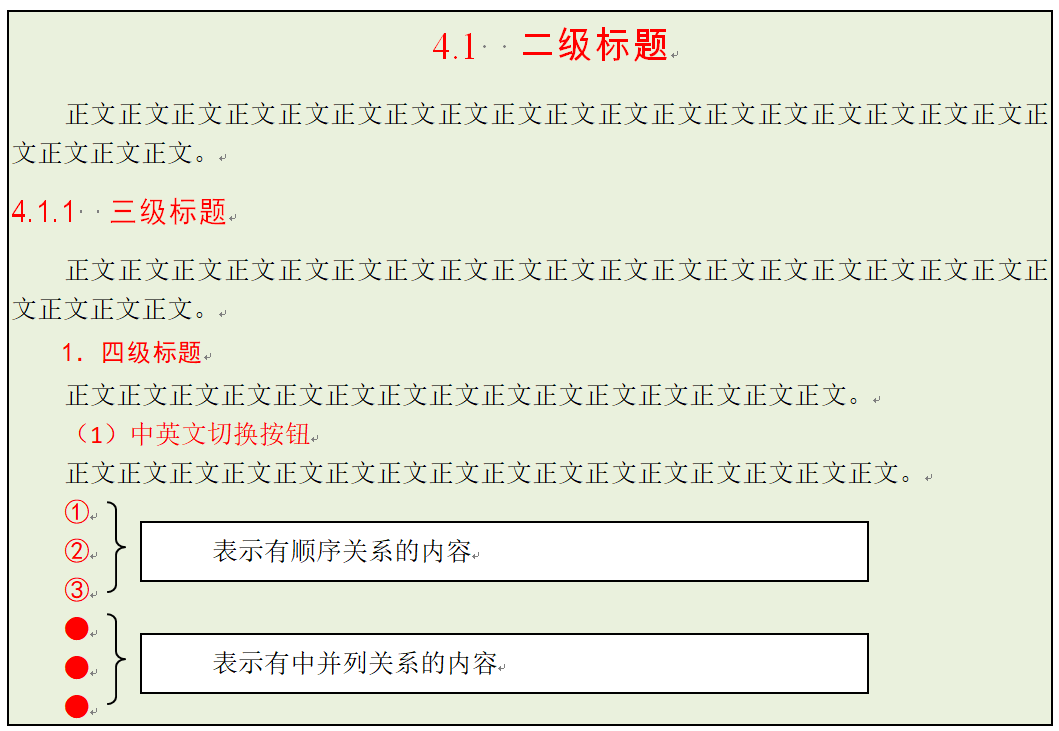 4.1 二级标题
正文正文正文正文正文正文正文正文正文正文正文正文正文正文正文正文正文正文正
文正文正文正文。
4.1.1 三级标题
正文正文正文正文正文正文正文正文正文正文正文正文正文正文正文正文正文正文正
文正文正文正文。
1. 四级标题
正文正文正文正文正文正文正文正文正文正文正文正文正文正文正文。
（1）中英文切换按钮
正文正文正文正文正文正文正文正文正文正文正文正文正文正文正文正文。
①
②
③
表示有顺序关系的内容
●
●
●
表示有中并列关系的内容